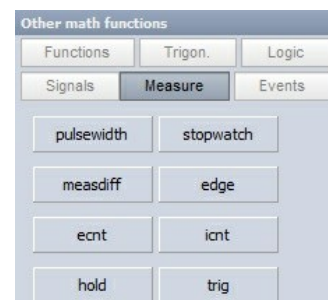 Other math functions
Functions Trigon. Logic
Signals Measure Events
pulsewidth stopwatch
measdiff edge
ecnt icnt
hold trig